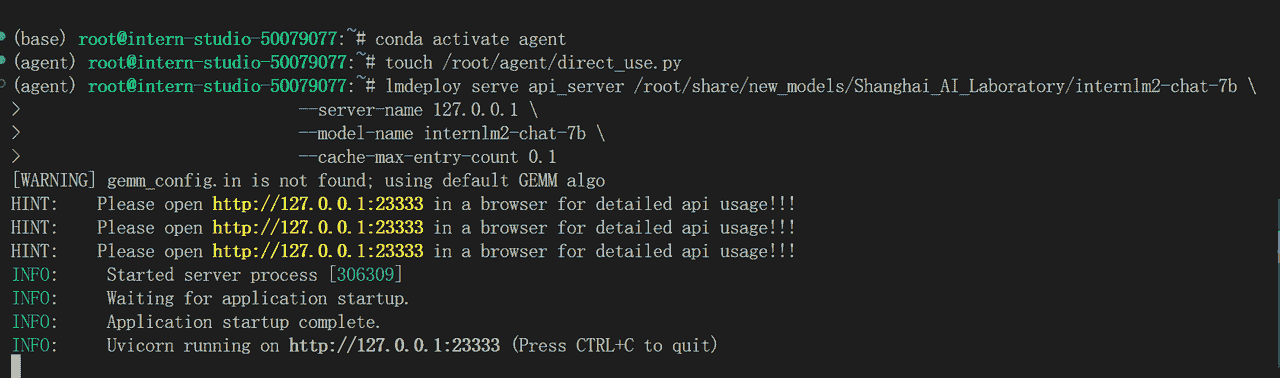 (base) root@intern-studio-50079077:~# conda activate agent
(agent) root@intern-studio-50079077:~# touch /root/agent/direct_use.py
(agent) root@intern-studio-50079077:~# lmdeploy serve api_server /root/share/new_models/Shanghai_AI_Laboratory/internlm2-chat-7b \
> --server-name 127.0.0.1 \
> --model-name internlm2-chat-7b \
> --cache-max-entry-count 0.1
[WARNING] gemm_config.in is not found; using default GEMM algo
HINT: Please open http://127.0.0.1:23333 in a browser for detailed api usage!!!
HINT: Please open http://127.0.0.1:23333 in a browser for detailed api usage!!!
HINT: Please open http://127.0.0.1:23333 in a browser for detailed api usage!!!
INFO: Started server process [306309]
INFO: Waiting for application startup.
INFO: Application startup complete.
INFO: Uvicorn running on http://127.0.0.1:23333 (Press CTRL+C to quit)